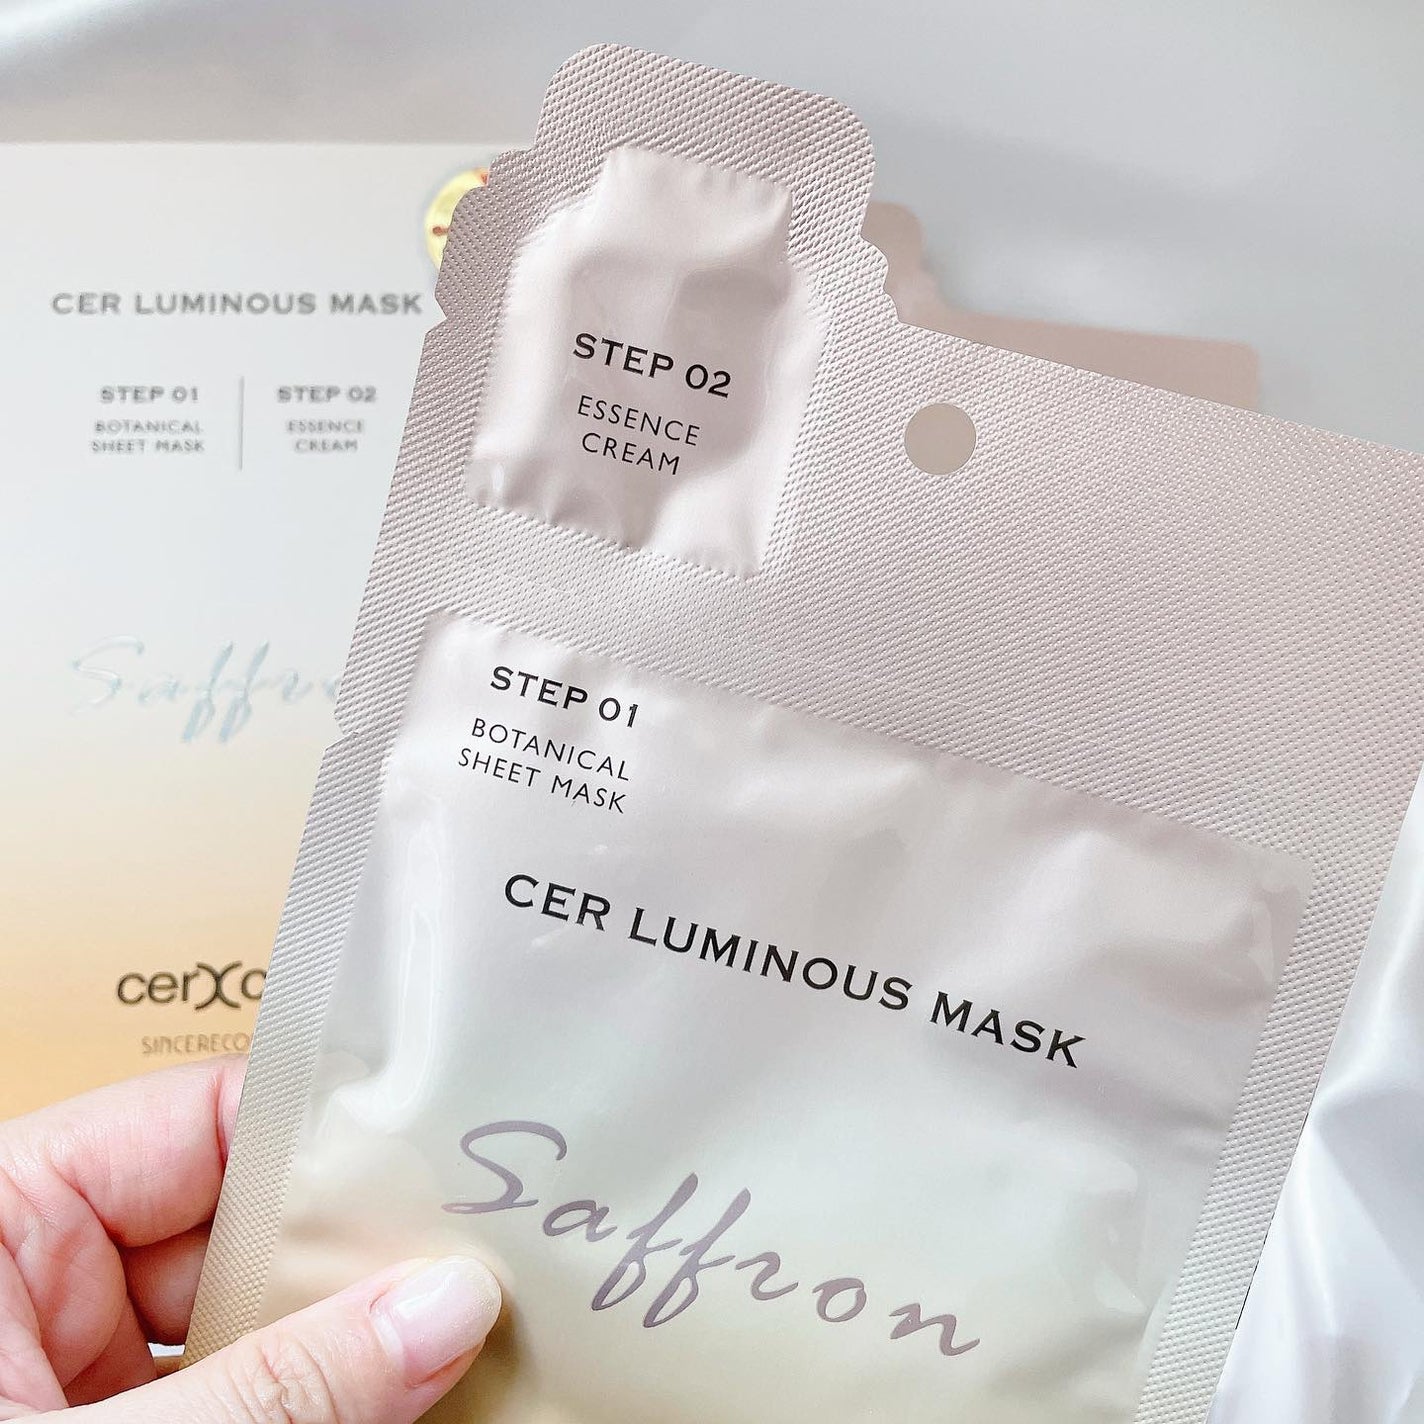 CER LUMINOUS MASK
STEP 01
BOTANICAL
SHEET MASK
STEP 02
ESSENCE
CREAM
STEP 02
ESSENCE
CREAM
STEP 01
BOTANICAL
SHEET MASK
CER LUMINOUS MASK
Saffron